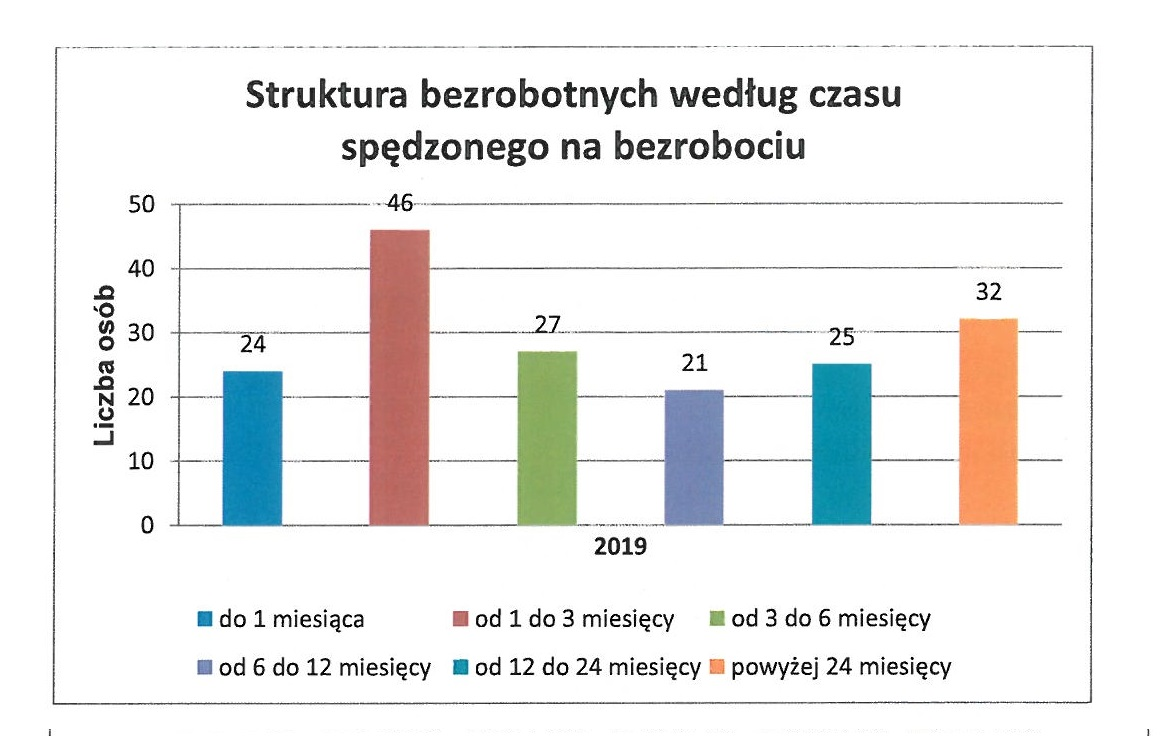 Struktura bezrobotnych według czasu
spędzonego na bezrobociu
Liczba osób
50
40
30
20
10
0
24
46
27
21
25
32
2019
do 1 miesiąca
od 1 do 3 miesięcy
od 3 do 6 miesięcy
od 6 do 12 miesięcy
od 12 do 24 miesięcy
powyżej 24 miesięcy